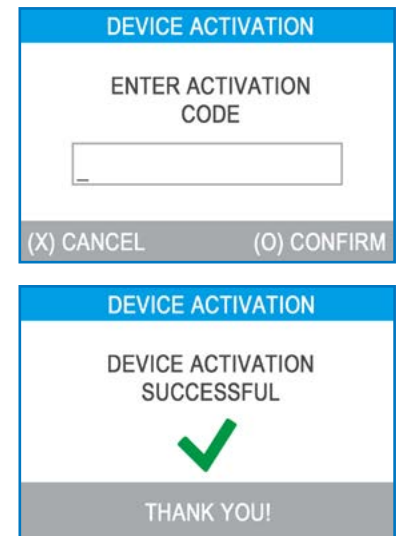 DEVICE ACTIVATION
ENTER ACTIVATION
CODE
_
(X) CANCEL (O) CONFIRM
DEVICE ACTIVATION
DEVICE ACTIVATION
SUCCESSFUL
THANK YOU!